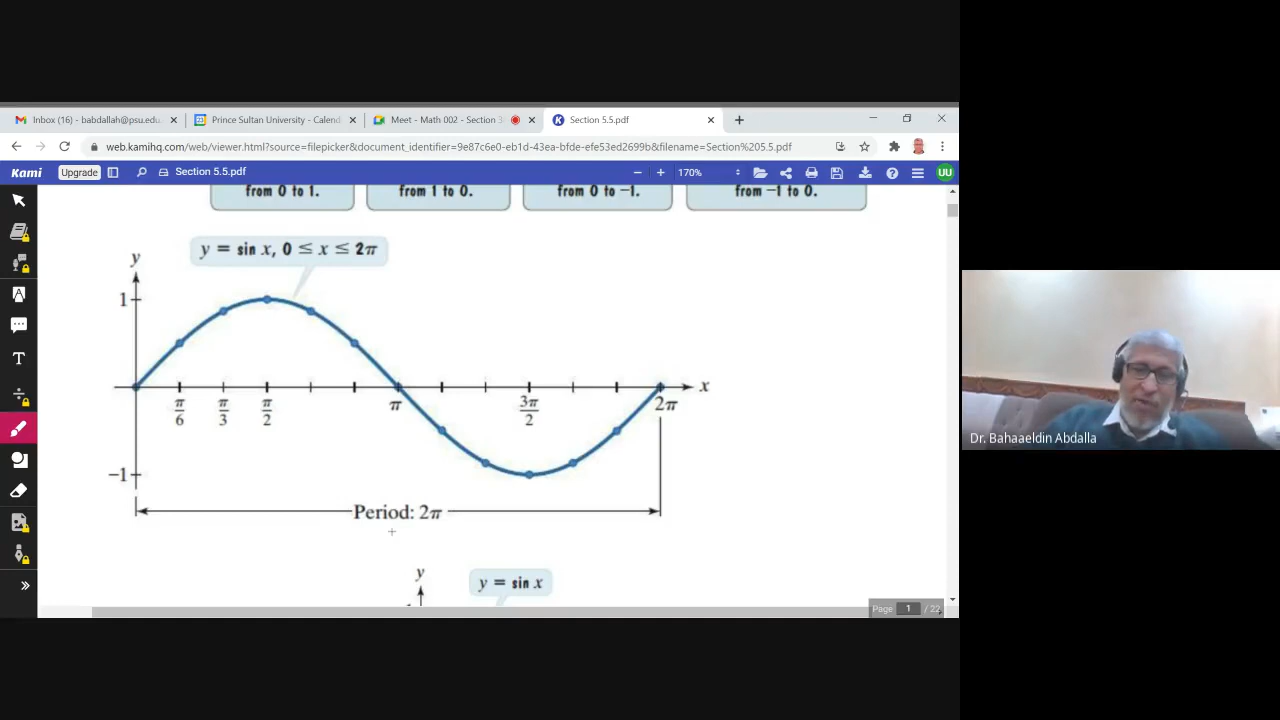 Inbox (16) - babdallah@psu.edu.
Prince Sultan University - Calend
Meet - Math 002 - Section 3
Section 5.5.pdf
web.kamihq.com/web/viewer.html?source=filepicker&document_identifier=9e87c6e0-eb1d-43ea-bfde-efe53ed2699b&filename=Section%205.5.pdf
Kami Upgrade Section 5.5.pdf 170% UU
from 0 to 1. from 1 to 0. from 0 to −1. from −1 to 0.
y = sin x, 0 ≤ x ≤ 2π
y
1
x
π/6 π/3 π/2 π 3π/2 2π
−1
Period: 2π
y
y = sin x
Page 1 / 22
Dr. Bahaaeldin Abdalla